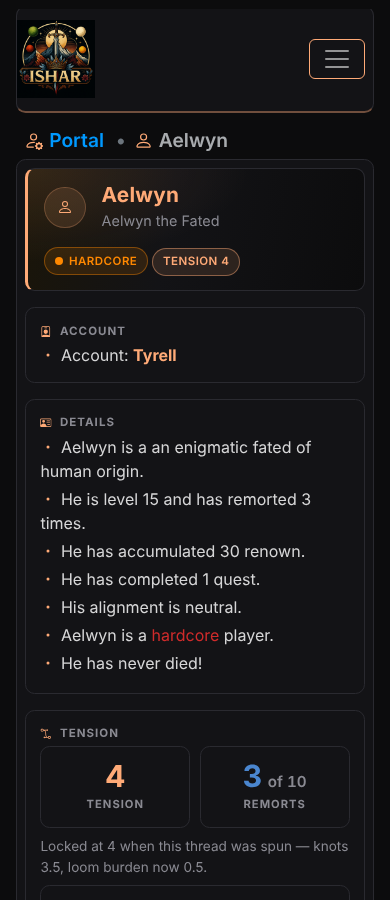 ISHAR
Portal • Aelwyn
Aelwyn
Aelwyn the Fated
HARDCORE
TENSION 4
ACCOUNT
· Account: Tyrell
DETAILS
· Aelwyn is a an enigmatic fated of
human origin.
· He is level 15 and has remorted 3
times.
· He has accumulated 30 renown.
· He has completed 1 quest.
· His alignment is neutral.
· Aelwyn is a hardcore player.
· He has never died!
TENSION
4
TENSION
3 of 10
REMORTS
Locked at 4 when this thread was spun — knots
3.5, loom burden now 0.5.